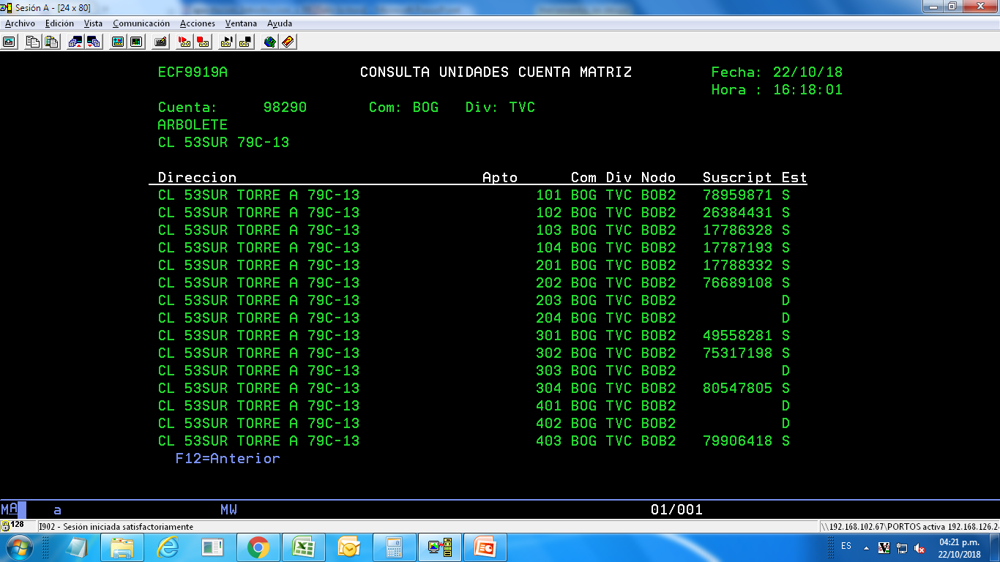 Sesión A - [24 x 80]
Archivo Edición Vista Comunicación Acciones Ventana Ayuda
ECF9919A CONSULTA UNIDADES CUENTA MATRIZ Fecha: 22/10/18
Hora : 16:18:01
Cuenta: 98290 Com: BOG Div: TVC
ARBOLETE
CL 53SUR 79C-13
Direccion Apto Com Div Nodo Suscript Est
CL 53SUR TORRE A 79C-13 101 BOG TVC BOB2 78959871 S
CL 53SUR TORRE A 79C-13 102 BOG TVC BOB2 26384431 S
CL 53SUR TORRE A 79C-13 103 BOG TVC BOB2 17786328 S
CL 53SUR TORRE A 79C-13 104 BOG TVC BOB2 17787193 S
CL 53SUR TORRE A 79C-13 201 BOG TVC BOB2 17788332 S
CL 53SUR TORRE A 79C-13 202 BOG TVC BOB2 76689108 S
CL 53SUR TORRE A 79C-13 203 BOG TVC BOB2 D
CL 53SUR TORRE A 79C-13 204 BOG TVC BOB2 D
CL 53SUR TORRE A 79C-13 301 BOG TVC BOB2 49558281 S
CL 53SUR TORRE A 79C-13 302 BOG TVC BOB2 75317198 S
CL 53SUR TORRE A 79C-13 303 BOG TVC BOB2 D
CL 53SUR TORRE A 79C-13 304 BOG TVC BOB2 80547805 S
CL 53SUR TORRE A 79C-13 401 BOG TVC BOB2 D
CL 53SUR TORRE A 79C-13 402 BOG TVC BOB2 D
CL 53SUR TORRE A 79C-13 403 BOG TVC BOB2 79906418 S
F12=Anterior
MA a MW 01/001
128 I902 - Sesión iniciada satisfactoriamente \\192.168.102.67\PORTOS activa 192.168.126.2
ES 04:21 p.m.
22/10/2018